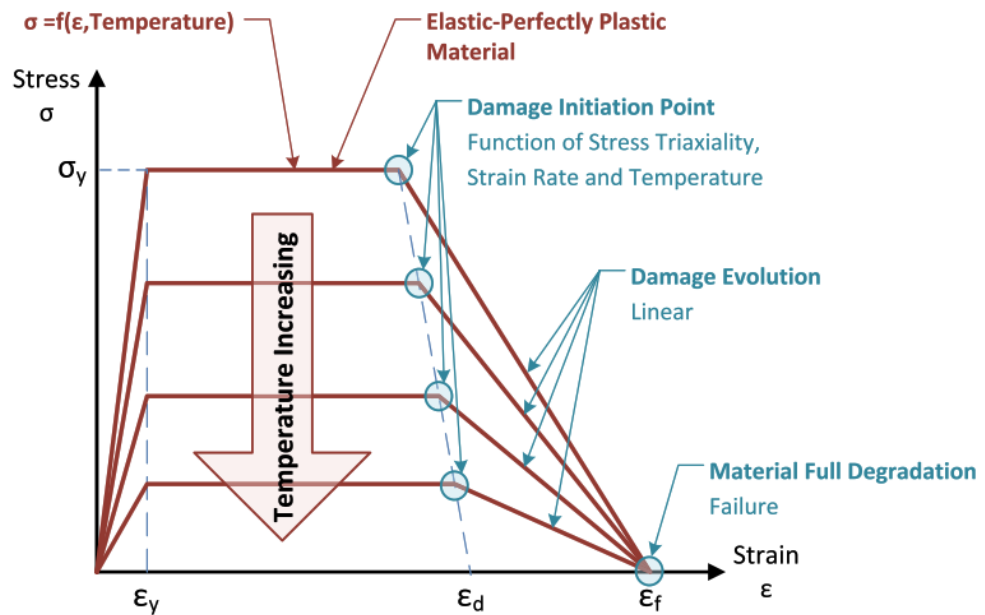 σ =f(ε,Temperature)
Elastic-Perfectly Plastic
Material
Stress
σ
Damage Initiation Point
Function of Stress Triaxiality,
Strain Rate and Temperature
σy
Temperature Increasing
Damage Evolution
Linear
Material Full Degradation
Failure
Strain
ε
εy
εd
εf